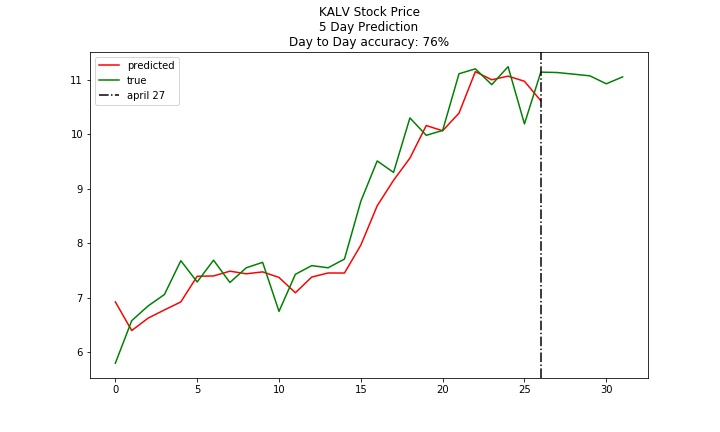 KALV Stock Price
5 Day Prediction
Day to Day accuracy: 76%
predicted
true
april 27
11
10
9
8
7
6
0 5 10 15 20 25 30